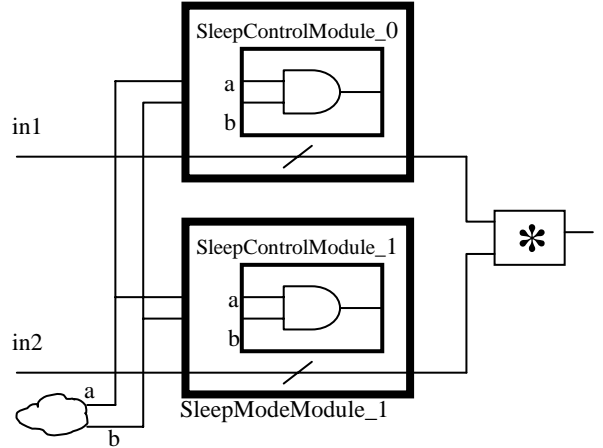 SleepControlModule_0
a
b
in1
SleepControlModule_1
a
b
in2
a
b
SleepModeModule_1
*